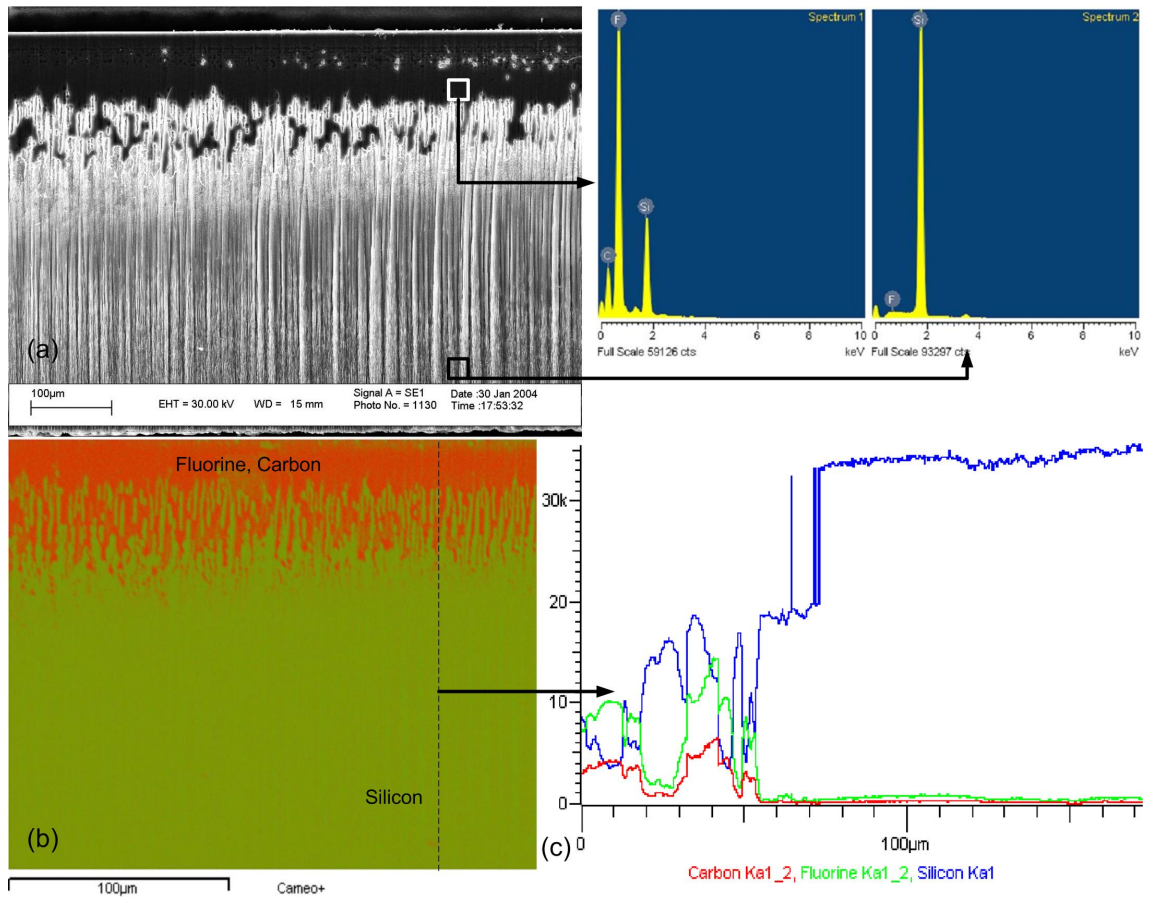 (a)
100µm
EHT = 30.00 kV
WD = 15 mm
Signal A = SE1
Photo No. = 1130
Date :30 Jan 2004
Time :17:53:32
Spectrum 1
F
Si
C
0 2 4 6 8 10
Full Scale 59126 cts
keV
Spectrum 2
Si
F
0 2 4 6 8 10
Full Scale 93297 cts
keV
Fluorine, Carbon
Silicon
(b)
100µm
Cameo+
30k
20
10
0
(c)
0
100µm
Carbon Ka1_2, Fluorine Ka1_2, Silicon Ka1